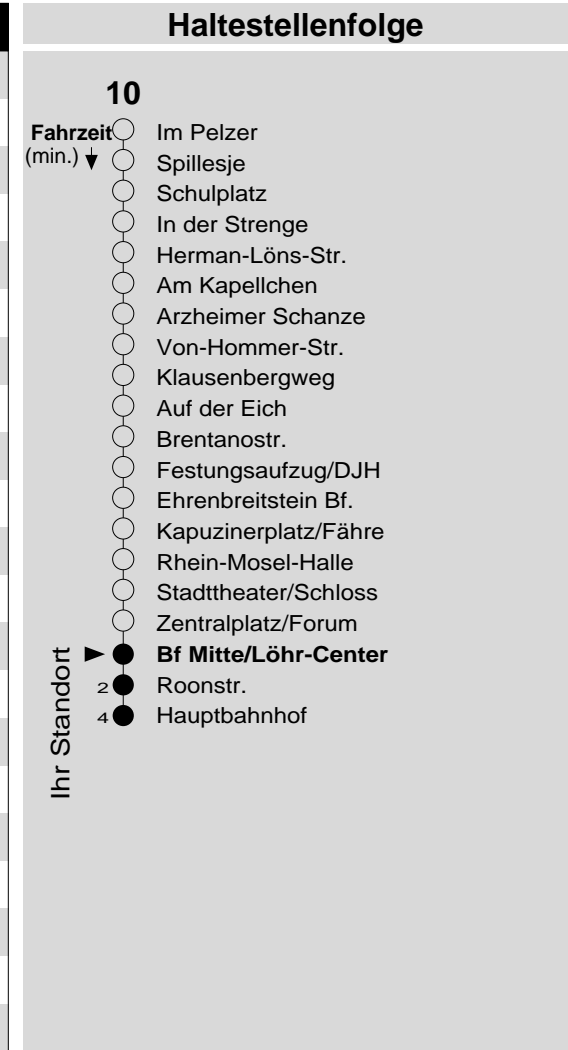 Haltestellenfolge
10
Fahrzeit
(min.)
Im Pelzer
Spillesje
Schulplatz
In der Strenge
Herman-Löns-Str.
Am Kapellchen
Arzheimer Schanze
Von-Hommer-Str.
Klausenbergweg
Auf der Eich
Brentanostr.
Festungsaufzug/DJH
Ehrenbreitstein Bf.
Kapuzinerplatz/Fähre
Rhein-Mosel-Halle
Stadttheater/Schloss
Zentralplatz/Forum
Bf Mitte/Löhr-Center
2 Roonstr.
4 Hauptbahnhof
Ihr Standort